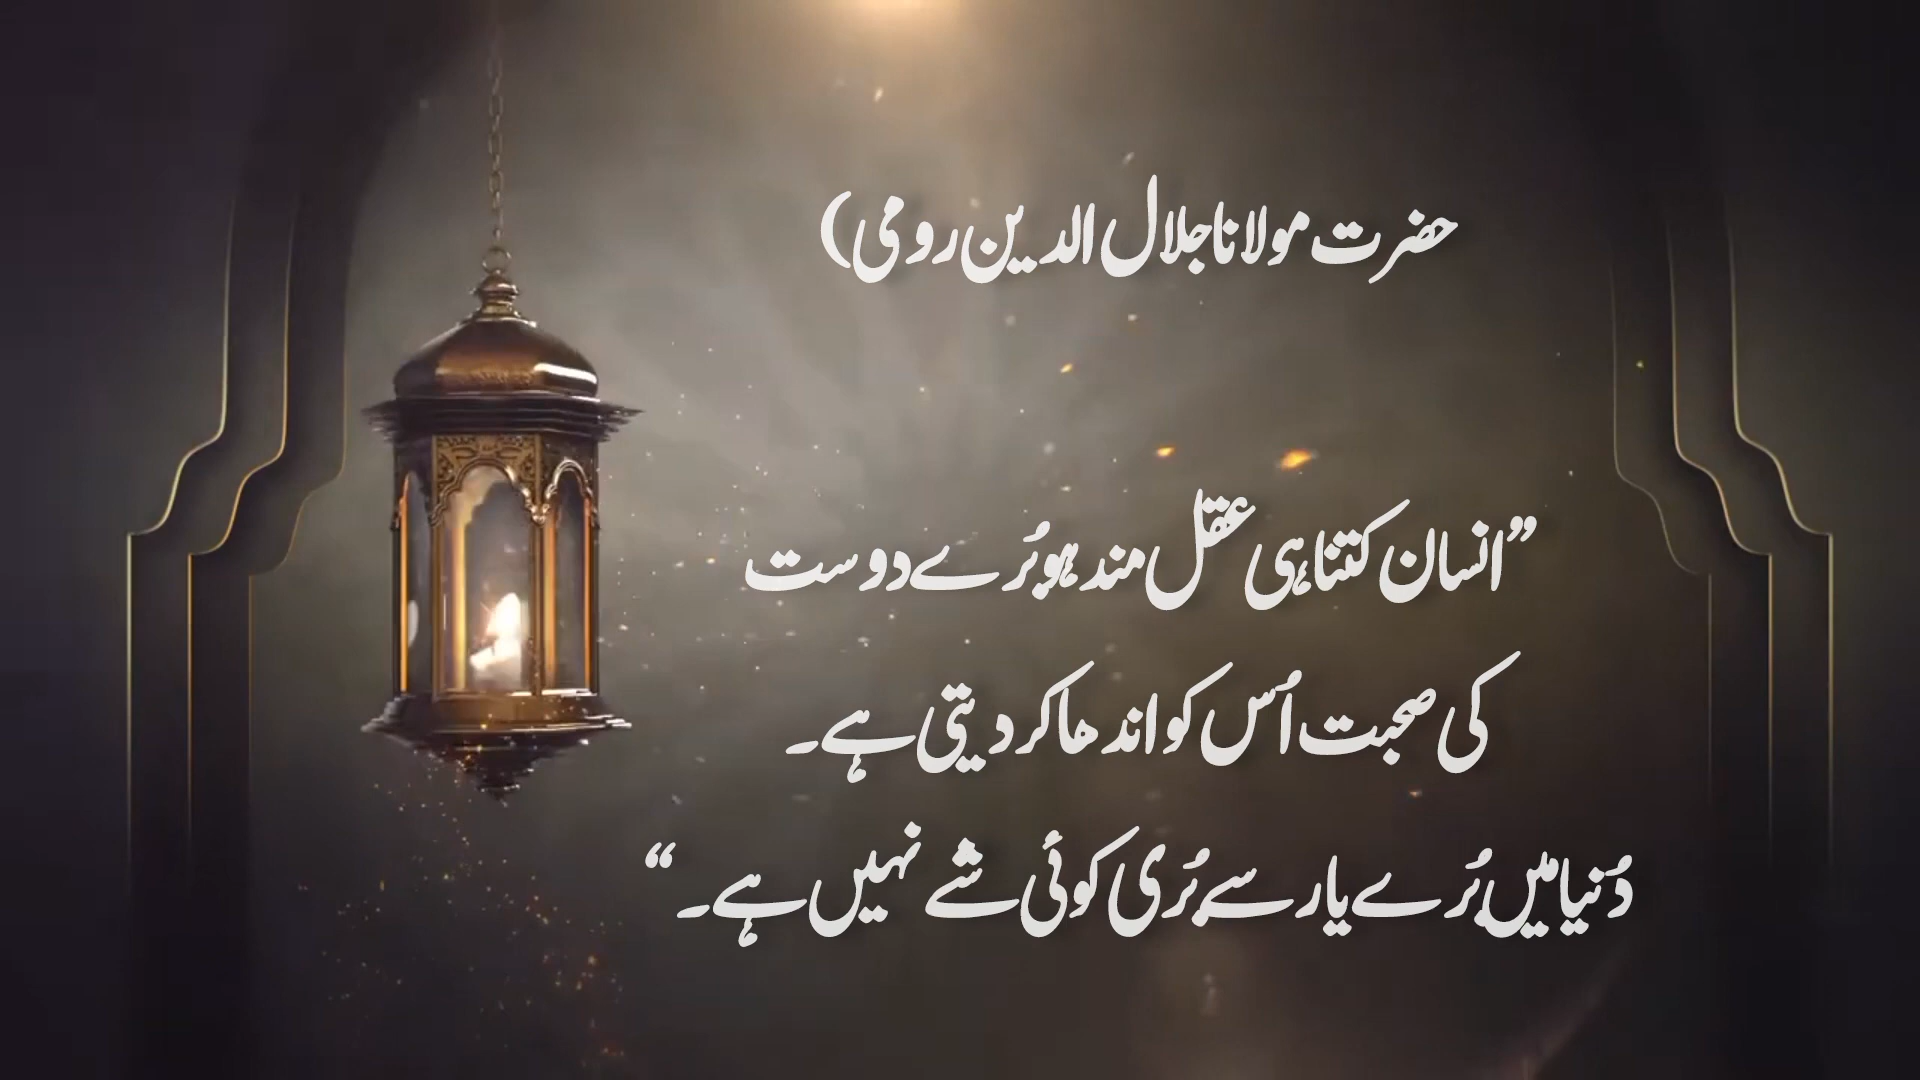 حضرت مولانا جلال الدین رومی)
”انسان کتنا ہی عقل مند ہو بُرے دوست
کی صحبت اُس کو اندھا کر دیتی ہے۔
دُنیا میں بُرے یار سے بُری کوئی شے نہیں ہے۔“